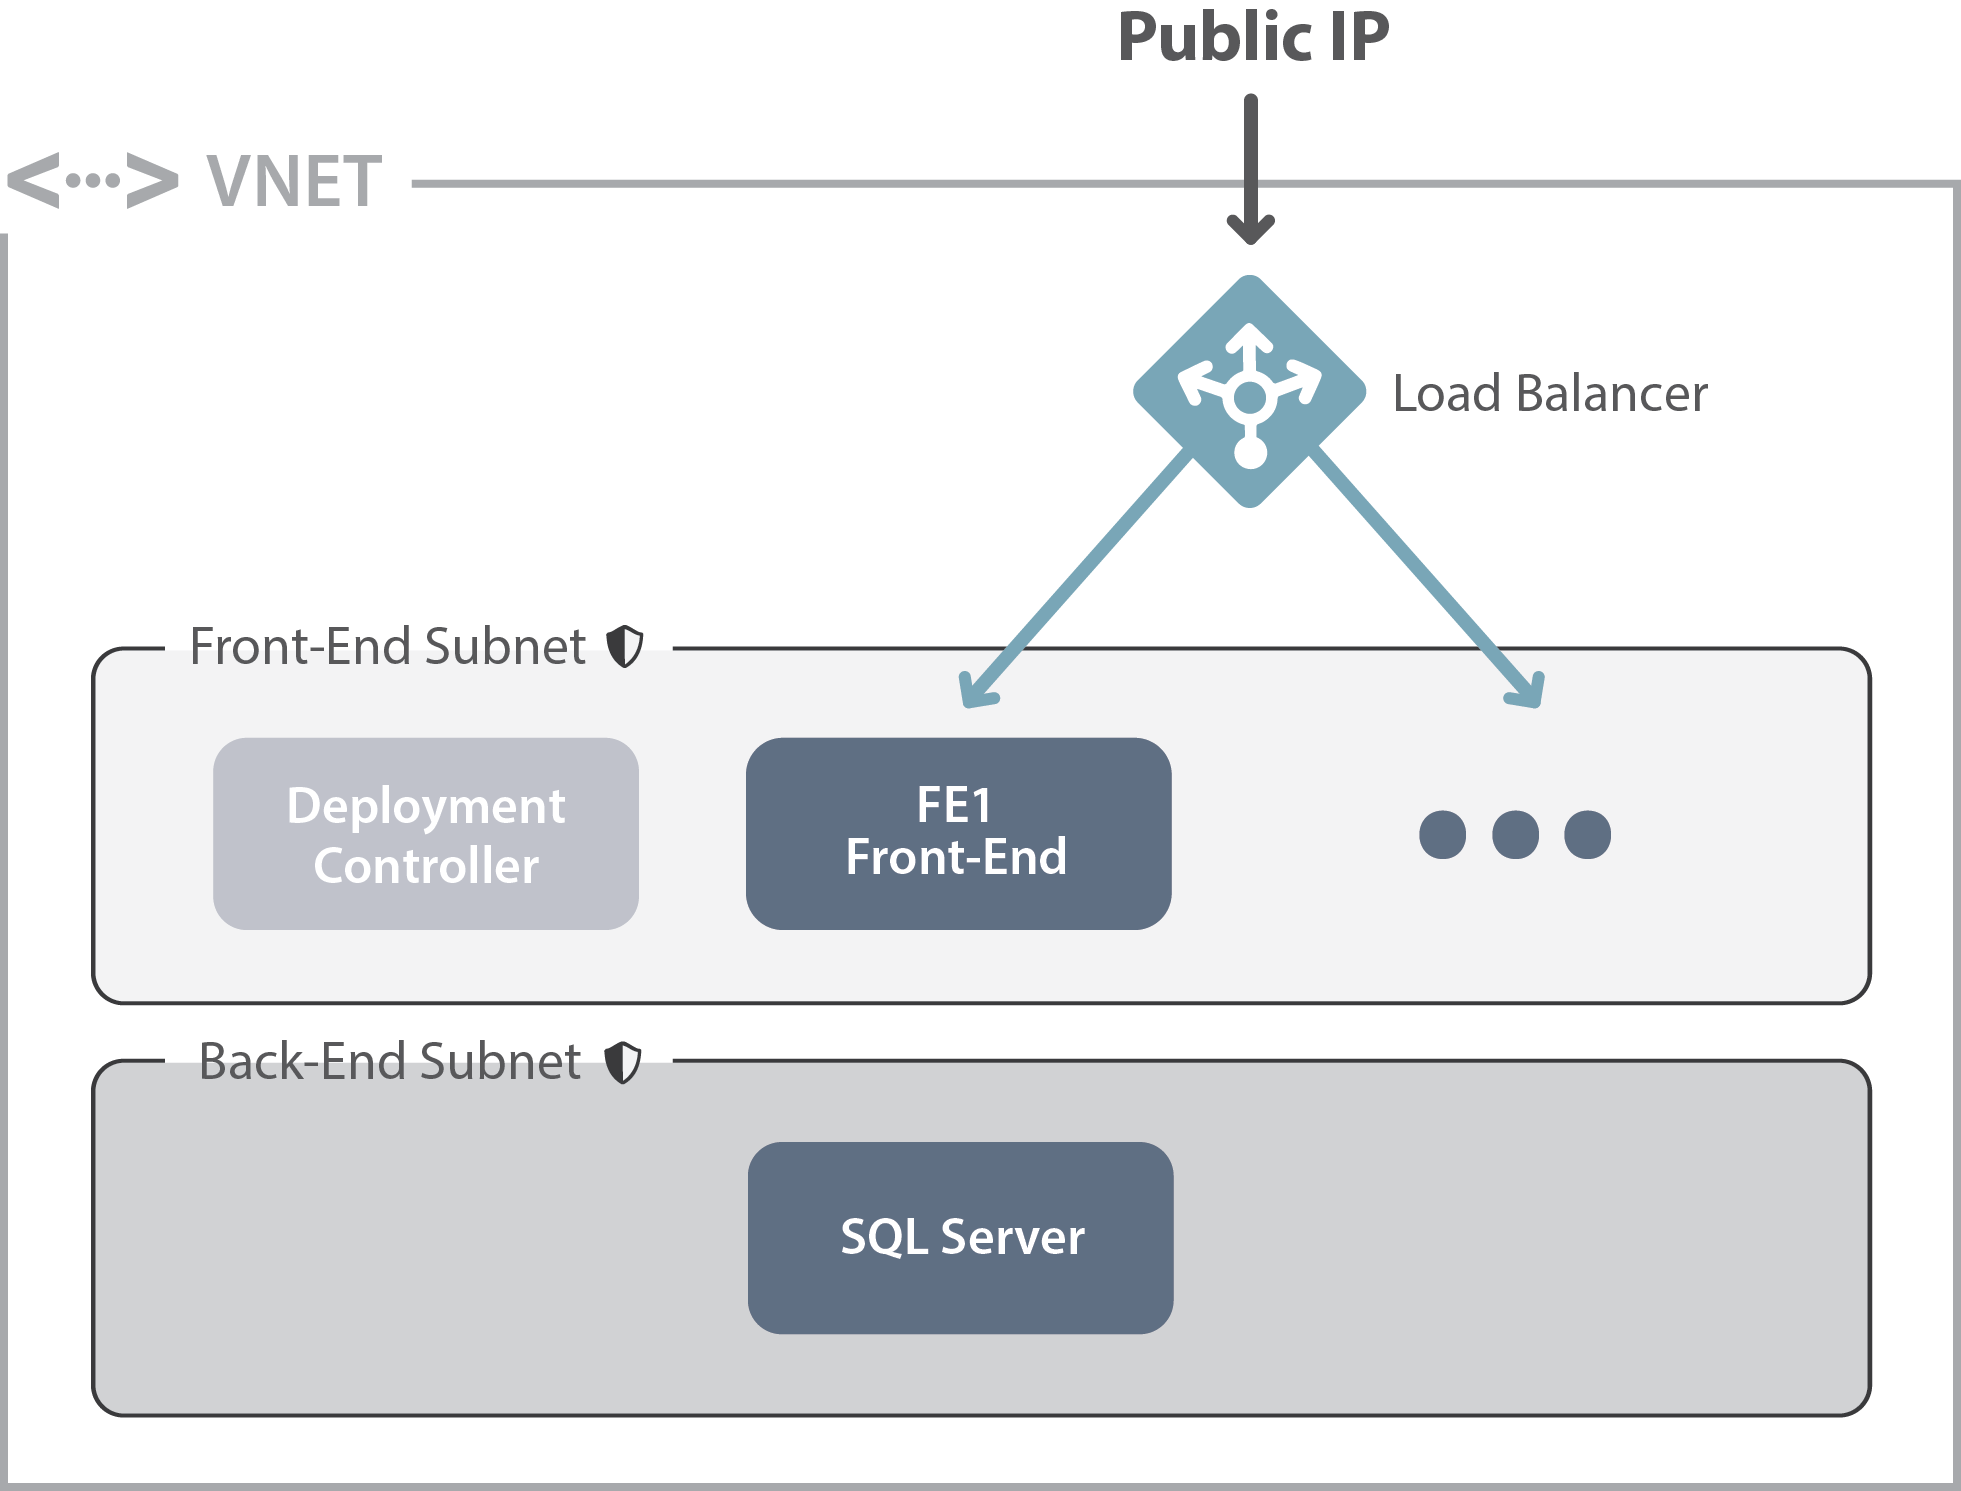 Public IP
<···> VNET
Load Balancer
Front-End Subnet
Deployment
Controller
FE1
Front-End
Back-End Subnet
SQL Server